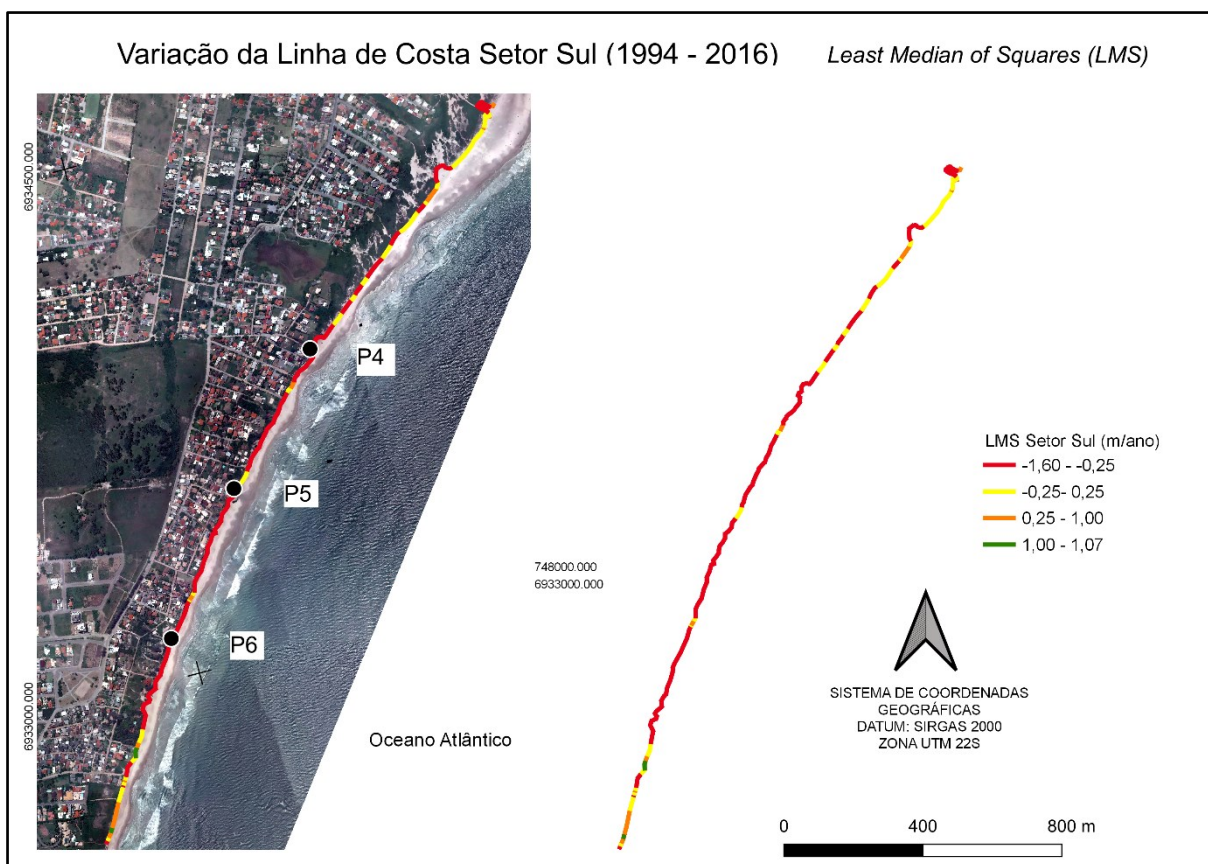 Variação da Linha de Costa Setor Sul (1994 - 2016)
Least Median of Squares (LMS)
6934500.000
P4
P5
P6
6933000.000
Oceano Atlântico
748000.000
6933000.000
LMS Setor Sul (m/ano)
-1,60 - -0,25
-0,25- 0,25
0,25 - 1,00
1,00 - 1,07
SISTEMA DE COORDENADAS
GEOGRÁFICAS
DATUM: SIRGAS 2000
ZONA UTM 22S
0 400 800 m